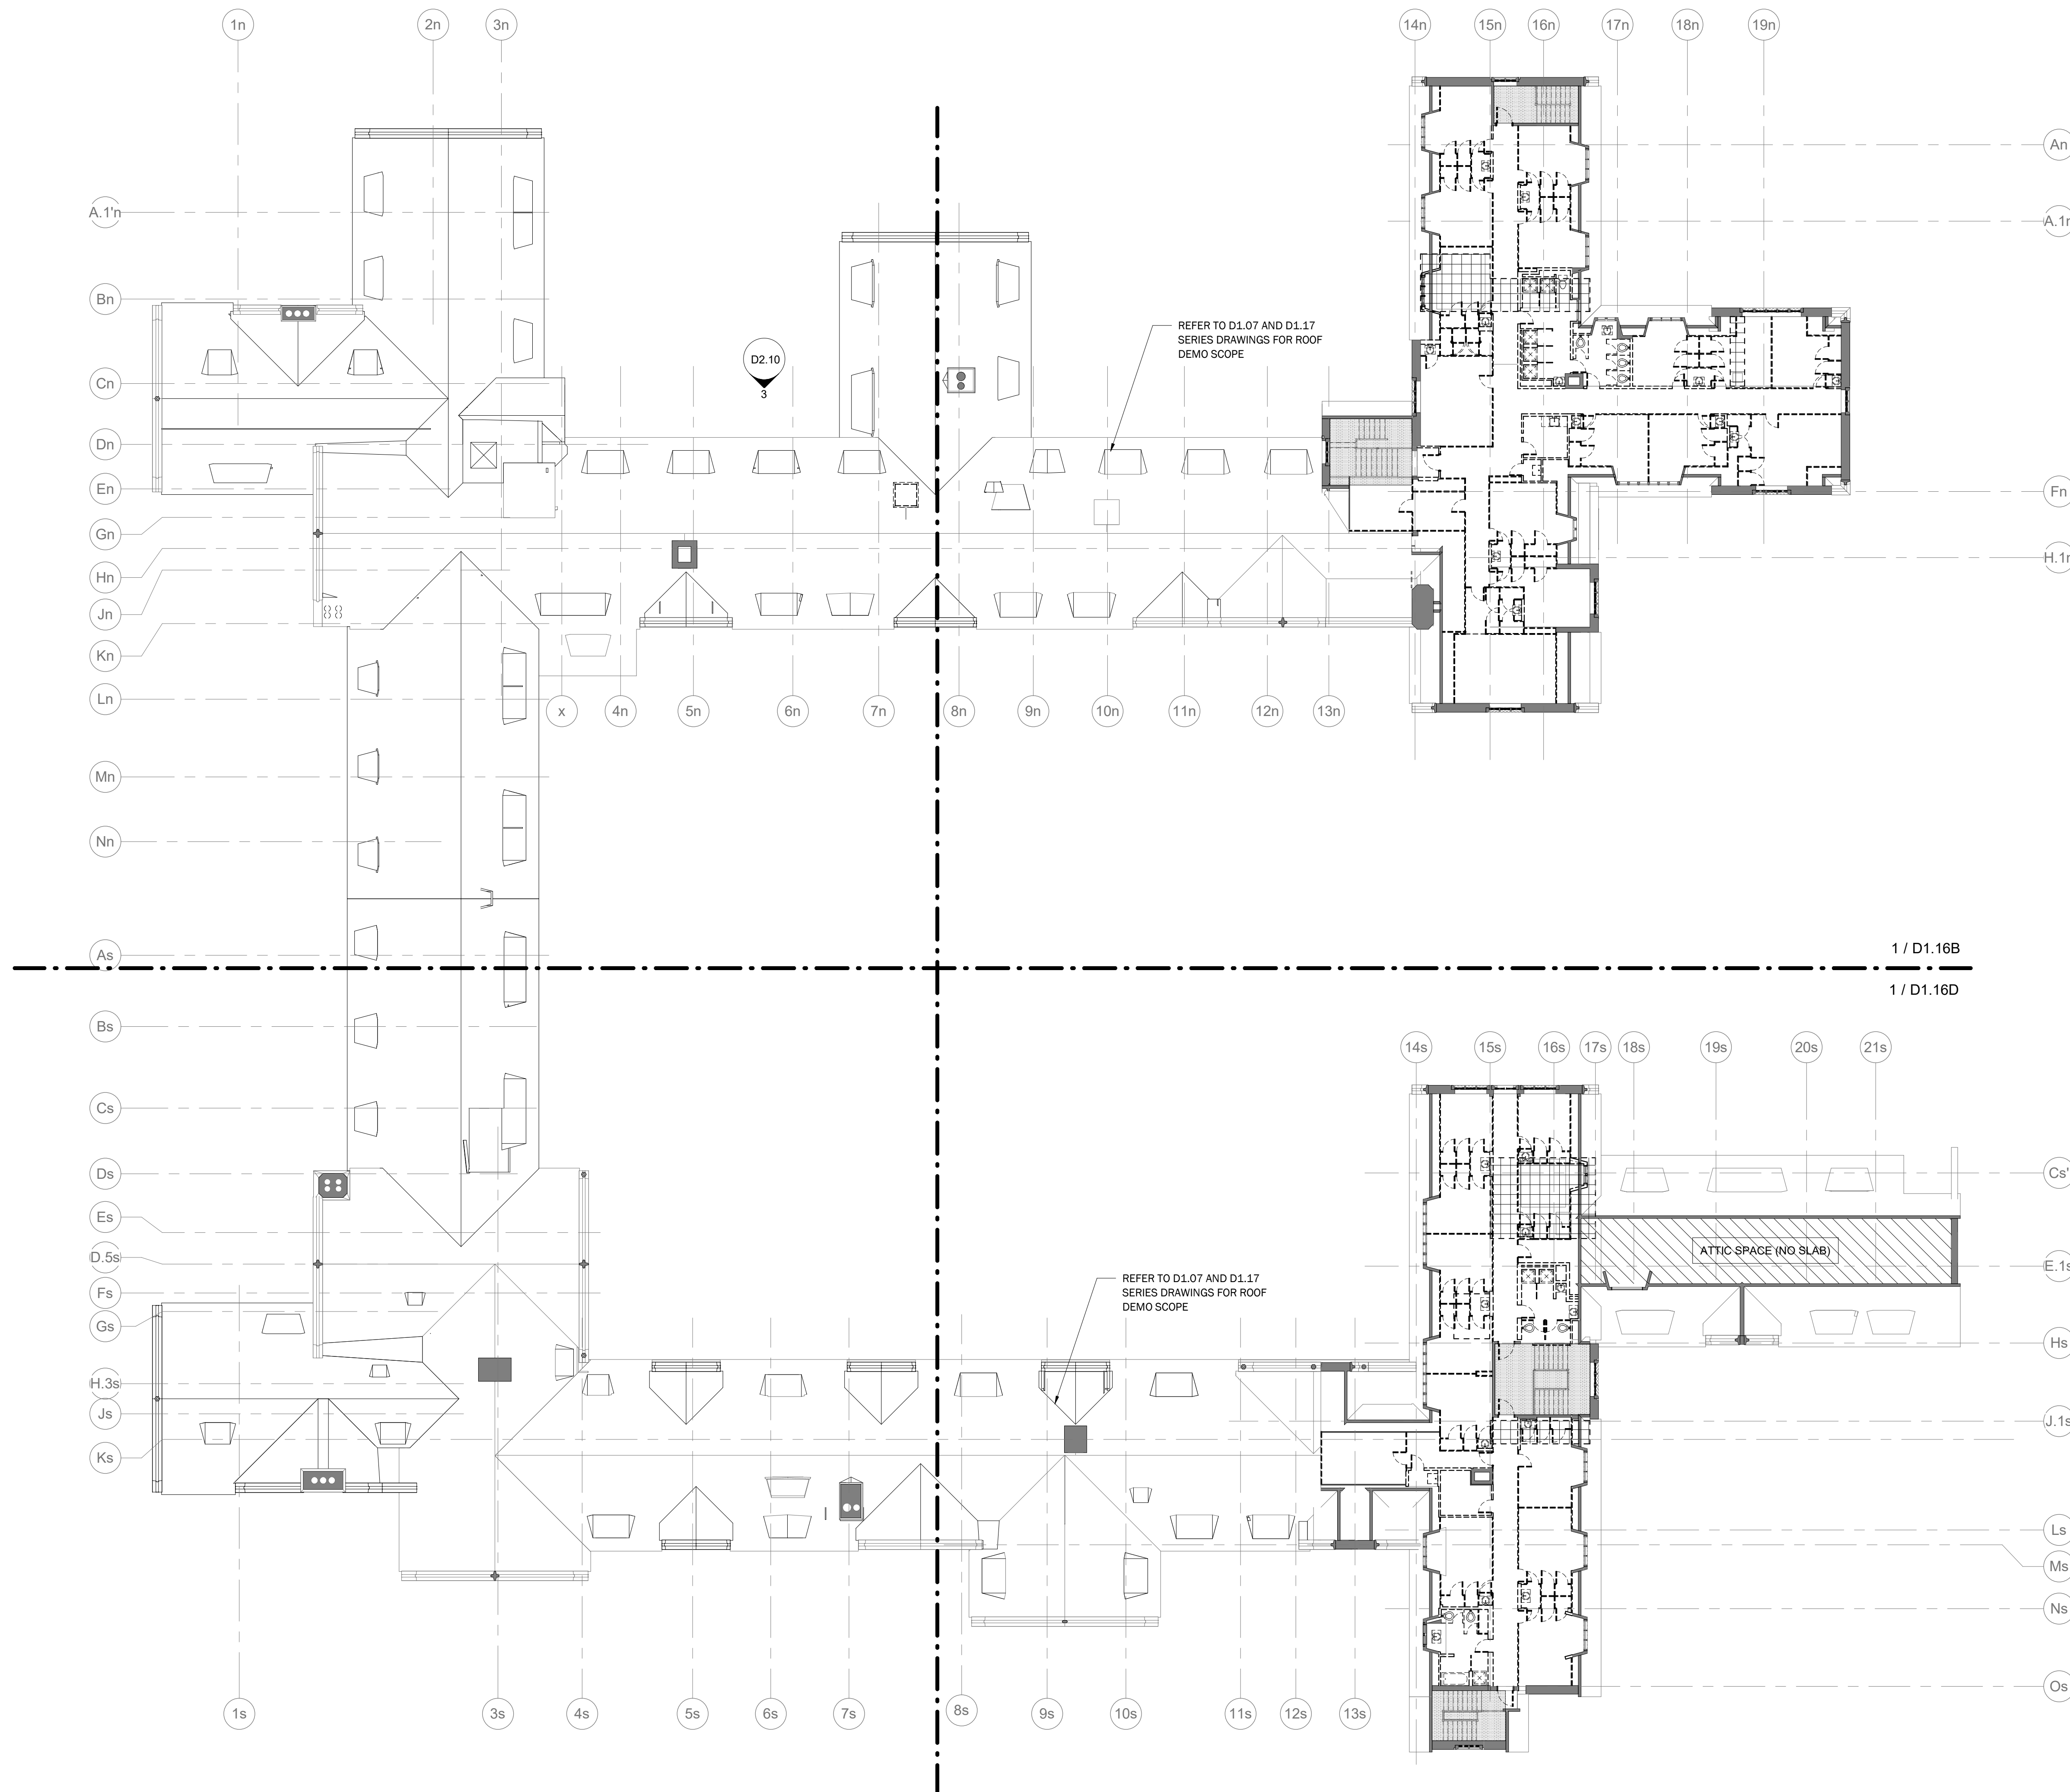 1n
2n
3n
14n
15n
16n
17n
18n
19n
An
A.1'n
A.1n
Bn
REFER TO D1.07 AND D1.17
SERIES DRAWINGS FOR ROOF
DEMO SCOPE
D2.10
3
Cn
Dn
En
Fn
Gn
H.1n
Hn
Jn
Kn
Ln
x
4n
5n
6n
7n
8n
9n
10n
11n
12n
13n
Mn
Nn
As
1 / D1.16B
1 / D1.16D
Bs
14s
15s
16s
17s
18s
19s
20s
21s
Cs
Ds
Cs'
Es
ATTIC SPACE (NO SLAB)
D.5s
E.1s
REFER TO D1.07 AND D1.17
SERIES DRAWINGS FOR ROOF
DEMO SCOPE
Fs
Gs
Hs
H.3s
Js
J.1s
Ks
Ls
Ms
Ns
Os
1s
3s
4s
5s
6s
7s
8s
9s
10s
11s
12s
13s